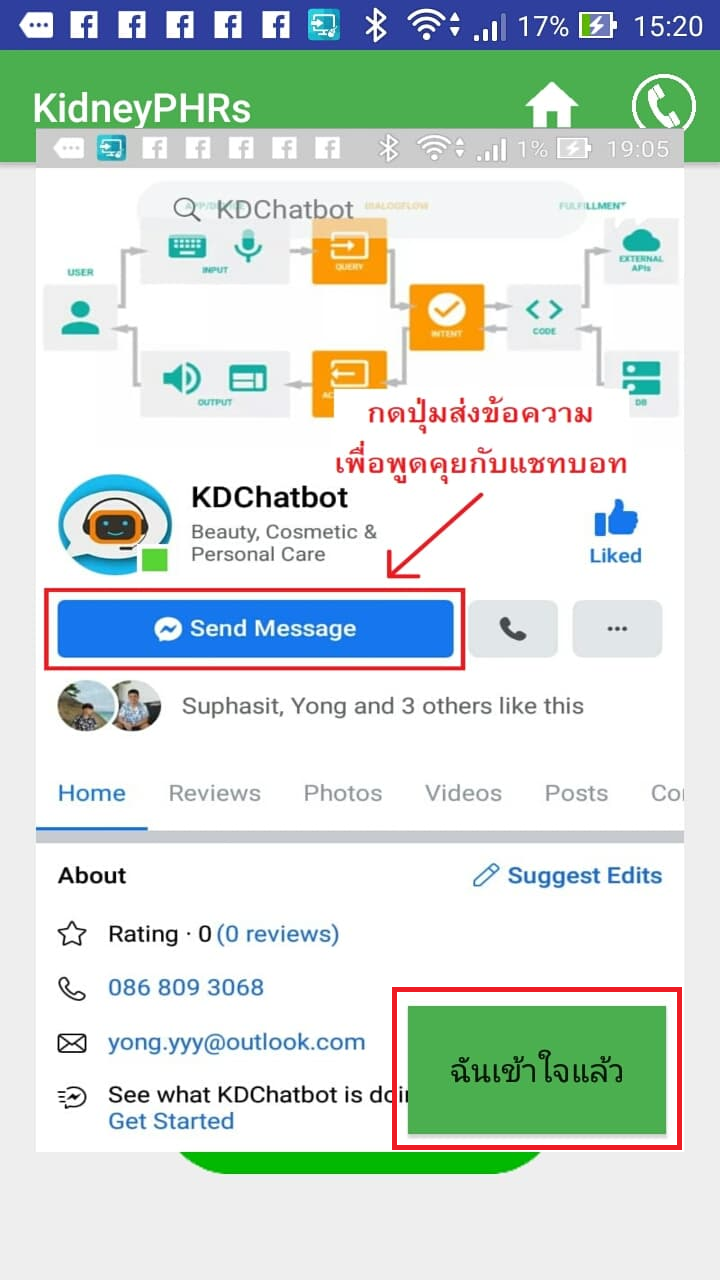 17% 15:20
KidneyPHRs
1% 19:05
KDChatbot
DIALOGFLOW
FULFILLMENT
USER
INPUT
QUERY
EXTERNAL
APIs
INTENT
CODE
OUTPUT
DB
กดปุ่มส่งข้อความ
เพื่อพูดคุยกับแชทบอท
KDChatbot
Beauty, Cosmetic &
Personal Care
Liked
Send Message
Suphasit, Yong and 3 others like this
Home Reviews Photos Videos Posts
About Suggest Edits
Rating · 0 (0 reviews)
086 809 3068
yong.yyy@outlook.com
ฉันเข้าใจแล้ว
See what KDChatbot is doi
Get Started